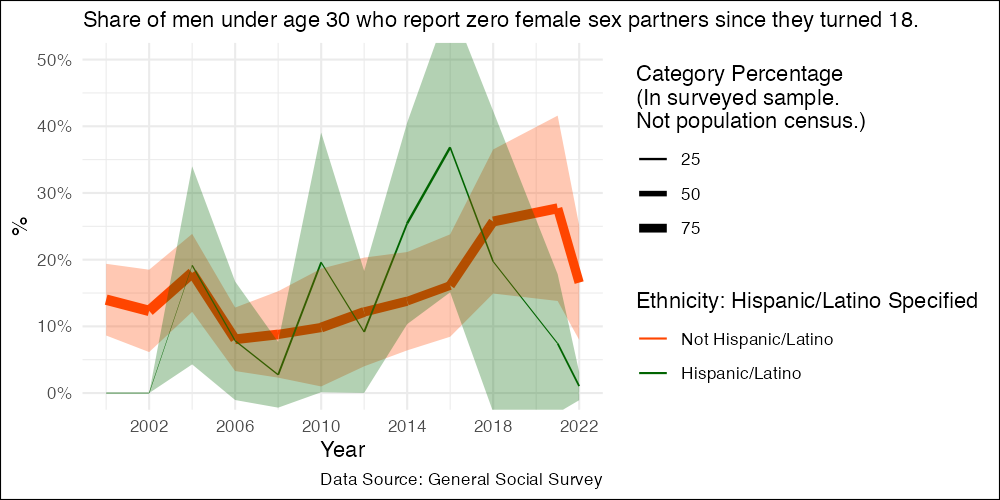 Share of men under age 30 who report zero female sex partners since they turned 18.
50%
40%
30%
20%
10%
0%
%
2002 2006 2010 2014 2018 2022
Year
Data Source: General Social Survey
Category Percentage
(In surveyed sample.
Not population census.)
25
50
75
Ethnicity: Hispanic/Latino Specified
Not Hispanic/Latino
Hispanic/Latino